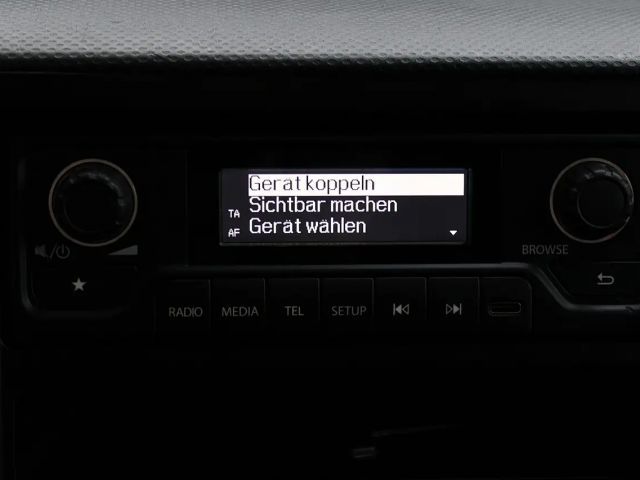 Gerät koppeln
Sichtbar machen
TA
Gerät wählen
AF
BROWSE
RADIO
MEDIA
TEL
SETUP